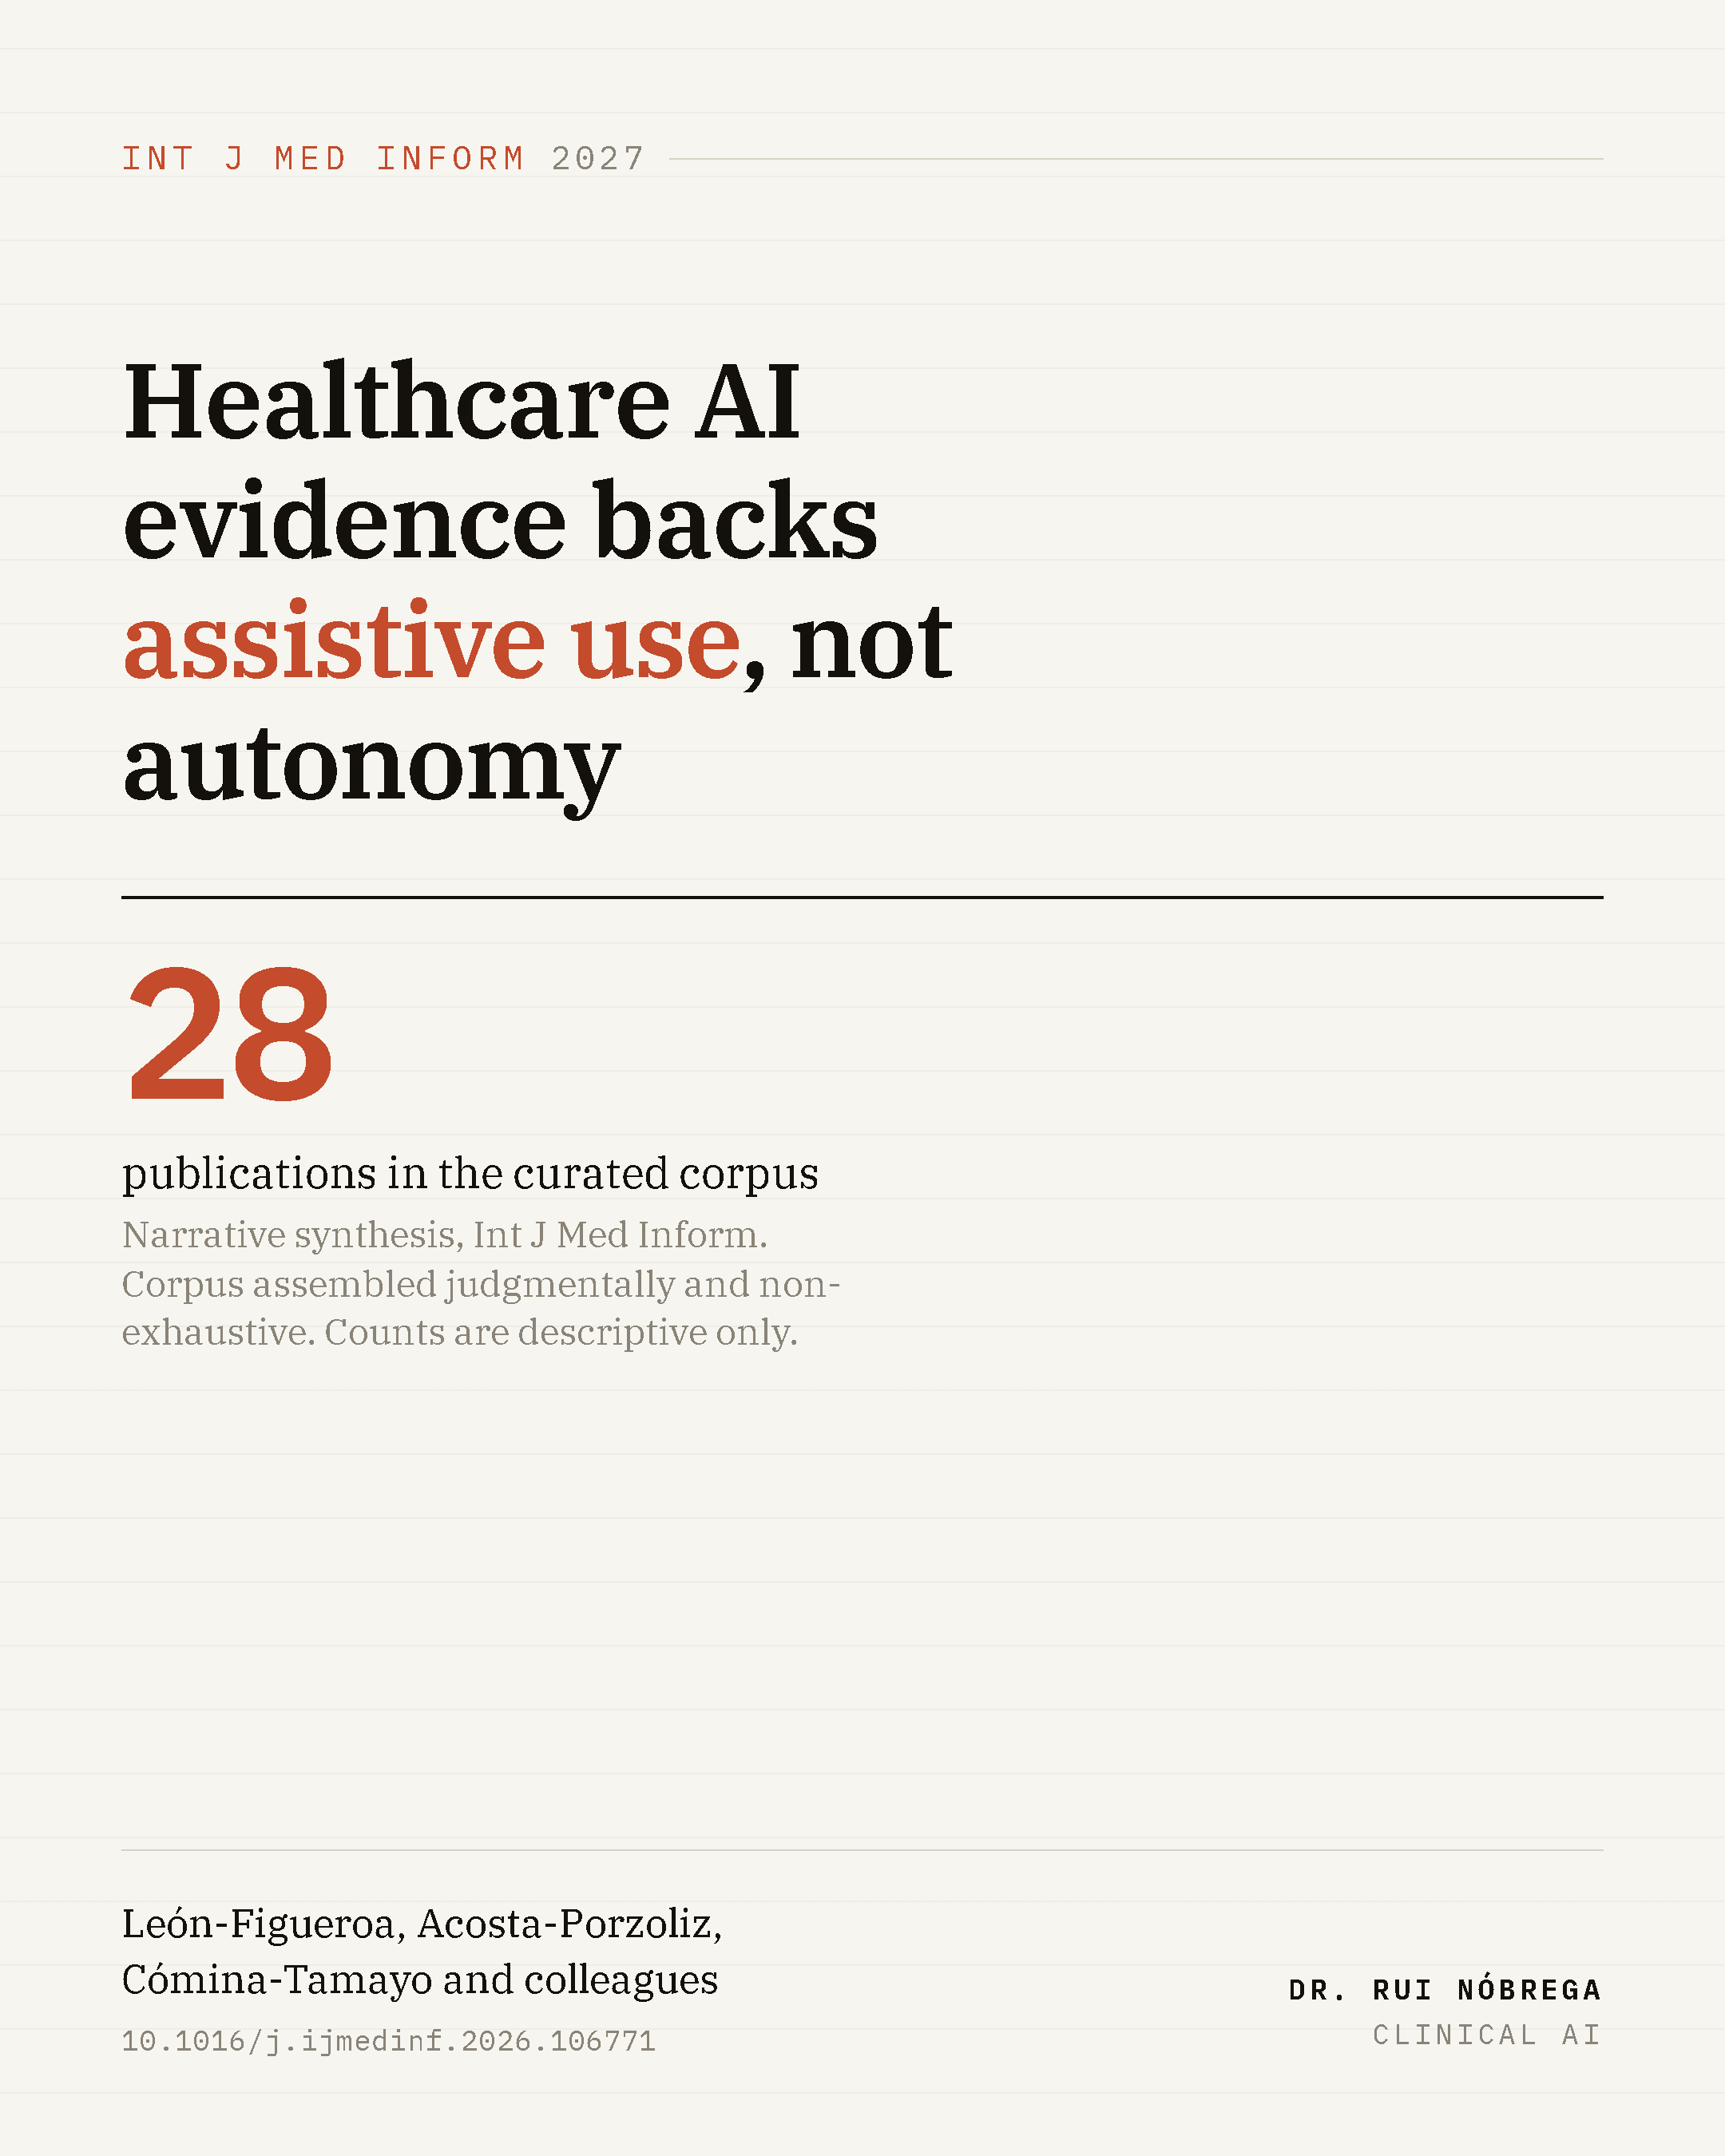 INT J MED INFORM 2027
Healthcare AI
evidence backs
assistive use, not
autonomy
28
publications in the curated corpus
Narrative synthesis, Int J Med Inform.
Corpus assembled judgmentally and non-
exhaustive. Counts are descriptive only.
León-Figueroa, Acosta-Porzoliz,
Cómina-Tamayo and colleagues
10.1016/j.ijmedinf.2026.106771
DR. RUI NÓBREGA
CLINICAL AI